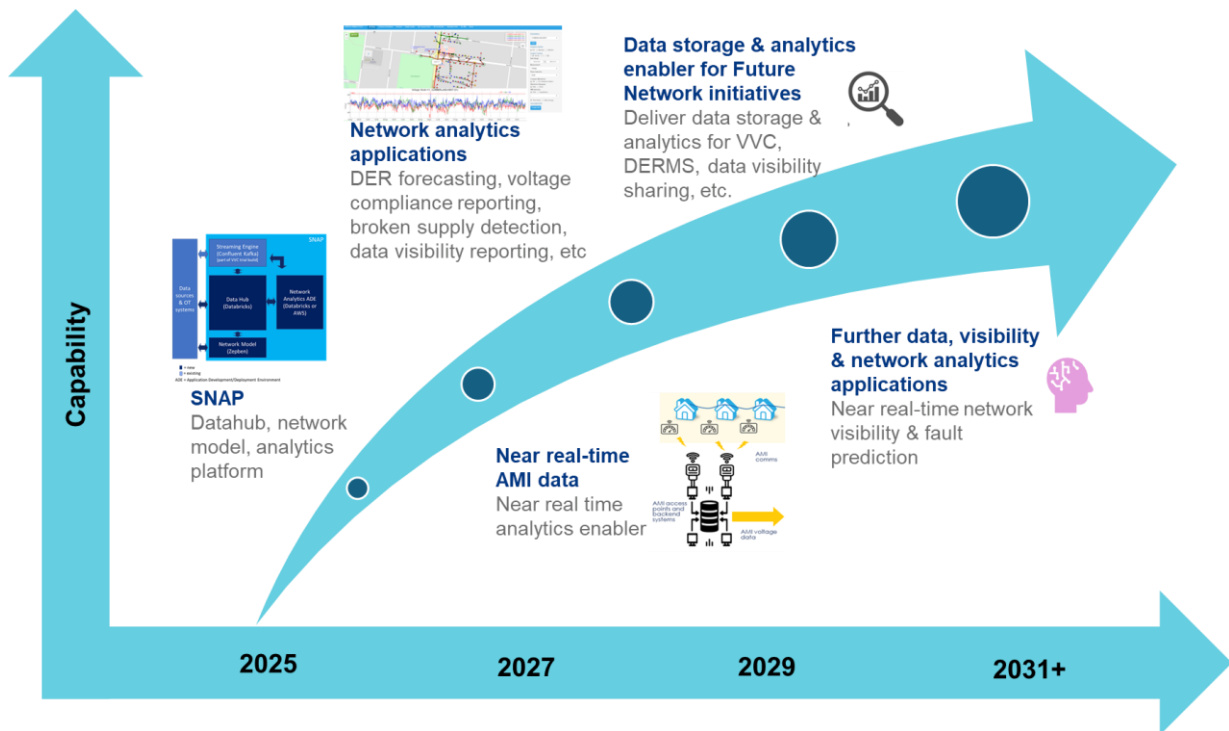 Capability
SNAP
Streaming Engine
(Confluent Kafka)
(part of VVC Horizon0)
Data
sources
& OT
systems
Data Hub
(Databricks)
Network
Analytics ADE
(Databricks or
AWS)
Network Model
(Zepben)
= new
= existing
ADE = Application Development/Deployment Environment
SNAP
Datahub, network
model, analytics
platform
Network analytics
applications
DER forecasting, voltage
compliance reporting,
broken supply detection,
data visibility reporting, etc
Near real-time
AMI data
Near real time
analytics enabler
AMI
comms
AMI access
points and
backend
systems
AMI voltage
data
Data storage & analytics
enabler for Future
Network initiatives
Deliver data storage &
analytics for VVC,
DERMS, data visibility
sharing, etc.
Further data, visibility
& network analytics
applications
Near real-time network
visibility & fault
prediction
2025
2027
2029
2031+